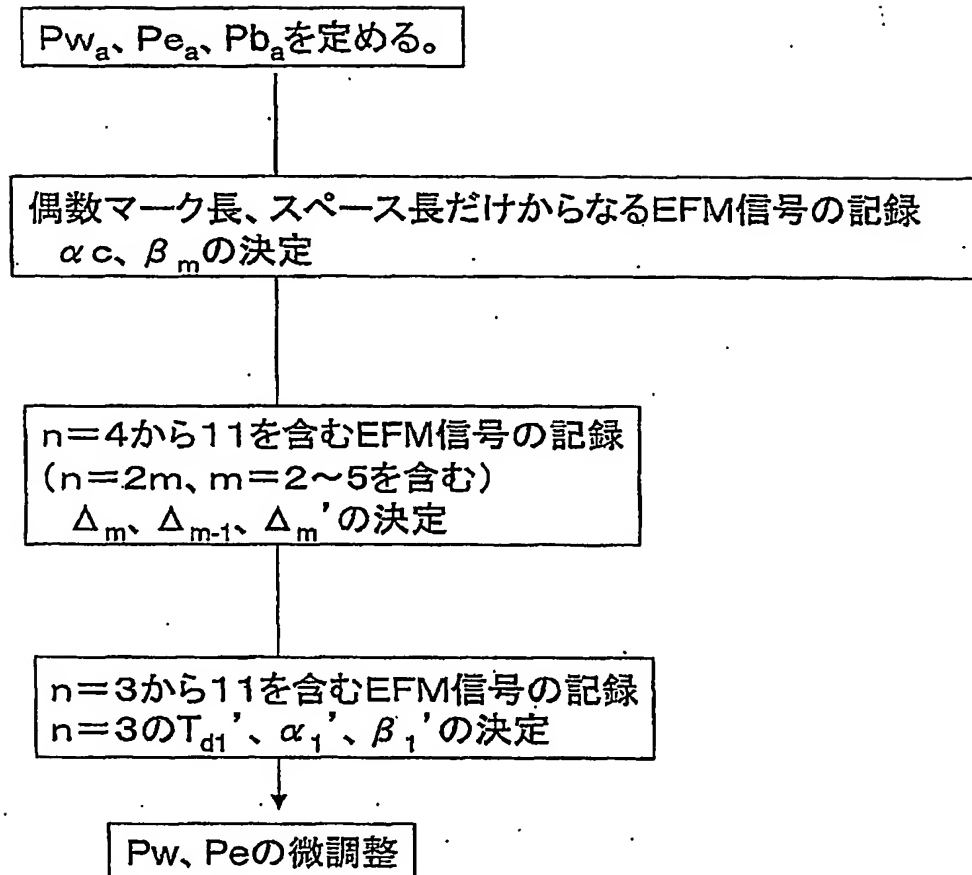 Pwₐ、Peₐ、Pbₐを定める。
偶数マーク長、スペース長だけからなるEFM信号の記録
αc、βₘの決定
n=4から11を含むEFM信号の記録
(n=2m、m=2～5を含む)
Δₘ、Δₘ₋₁、Δₘ'の決定
n=3から11を含むEFM信号の記録
n=3のT_d1'、α₁'、β₁'の決定
Pw、Peの微調整